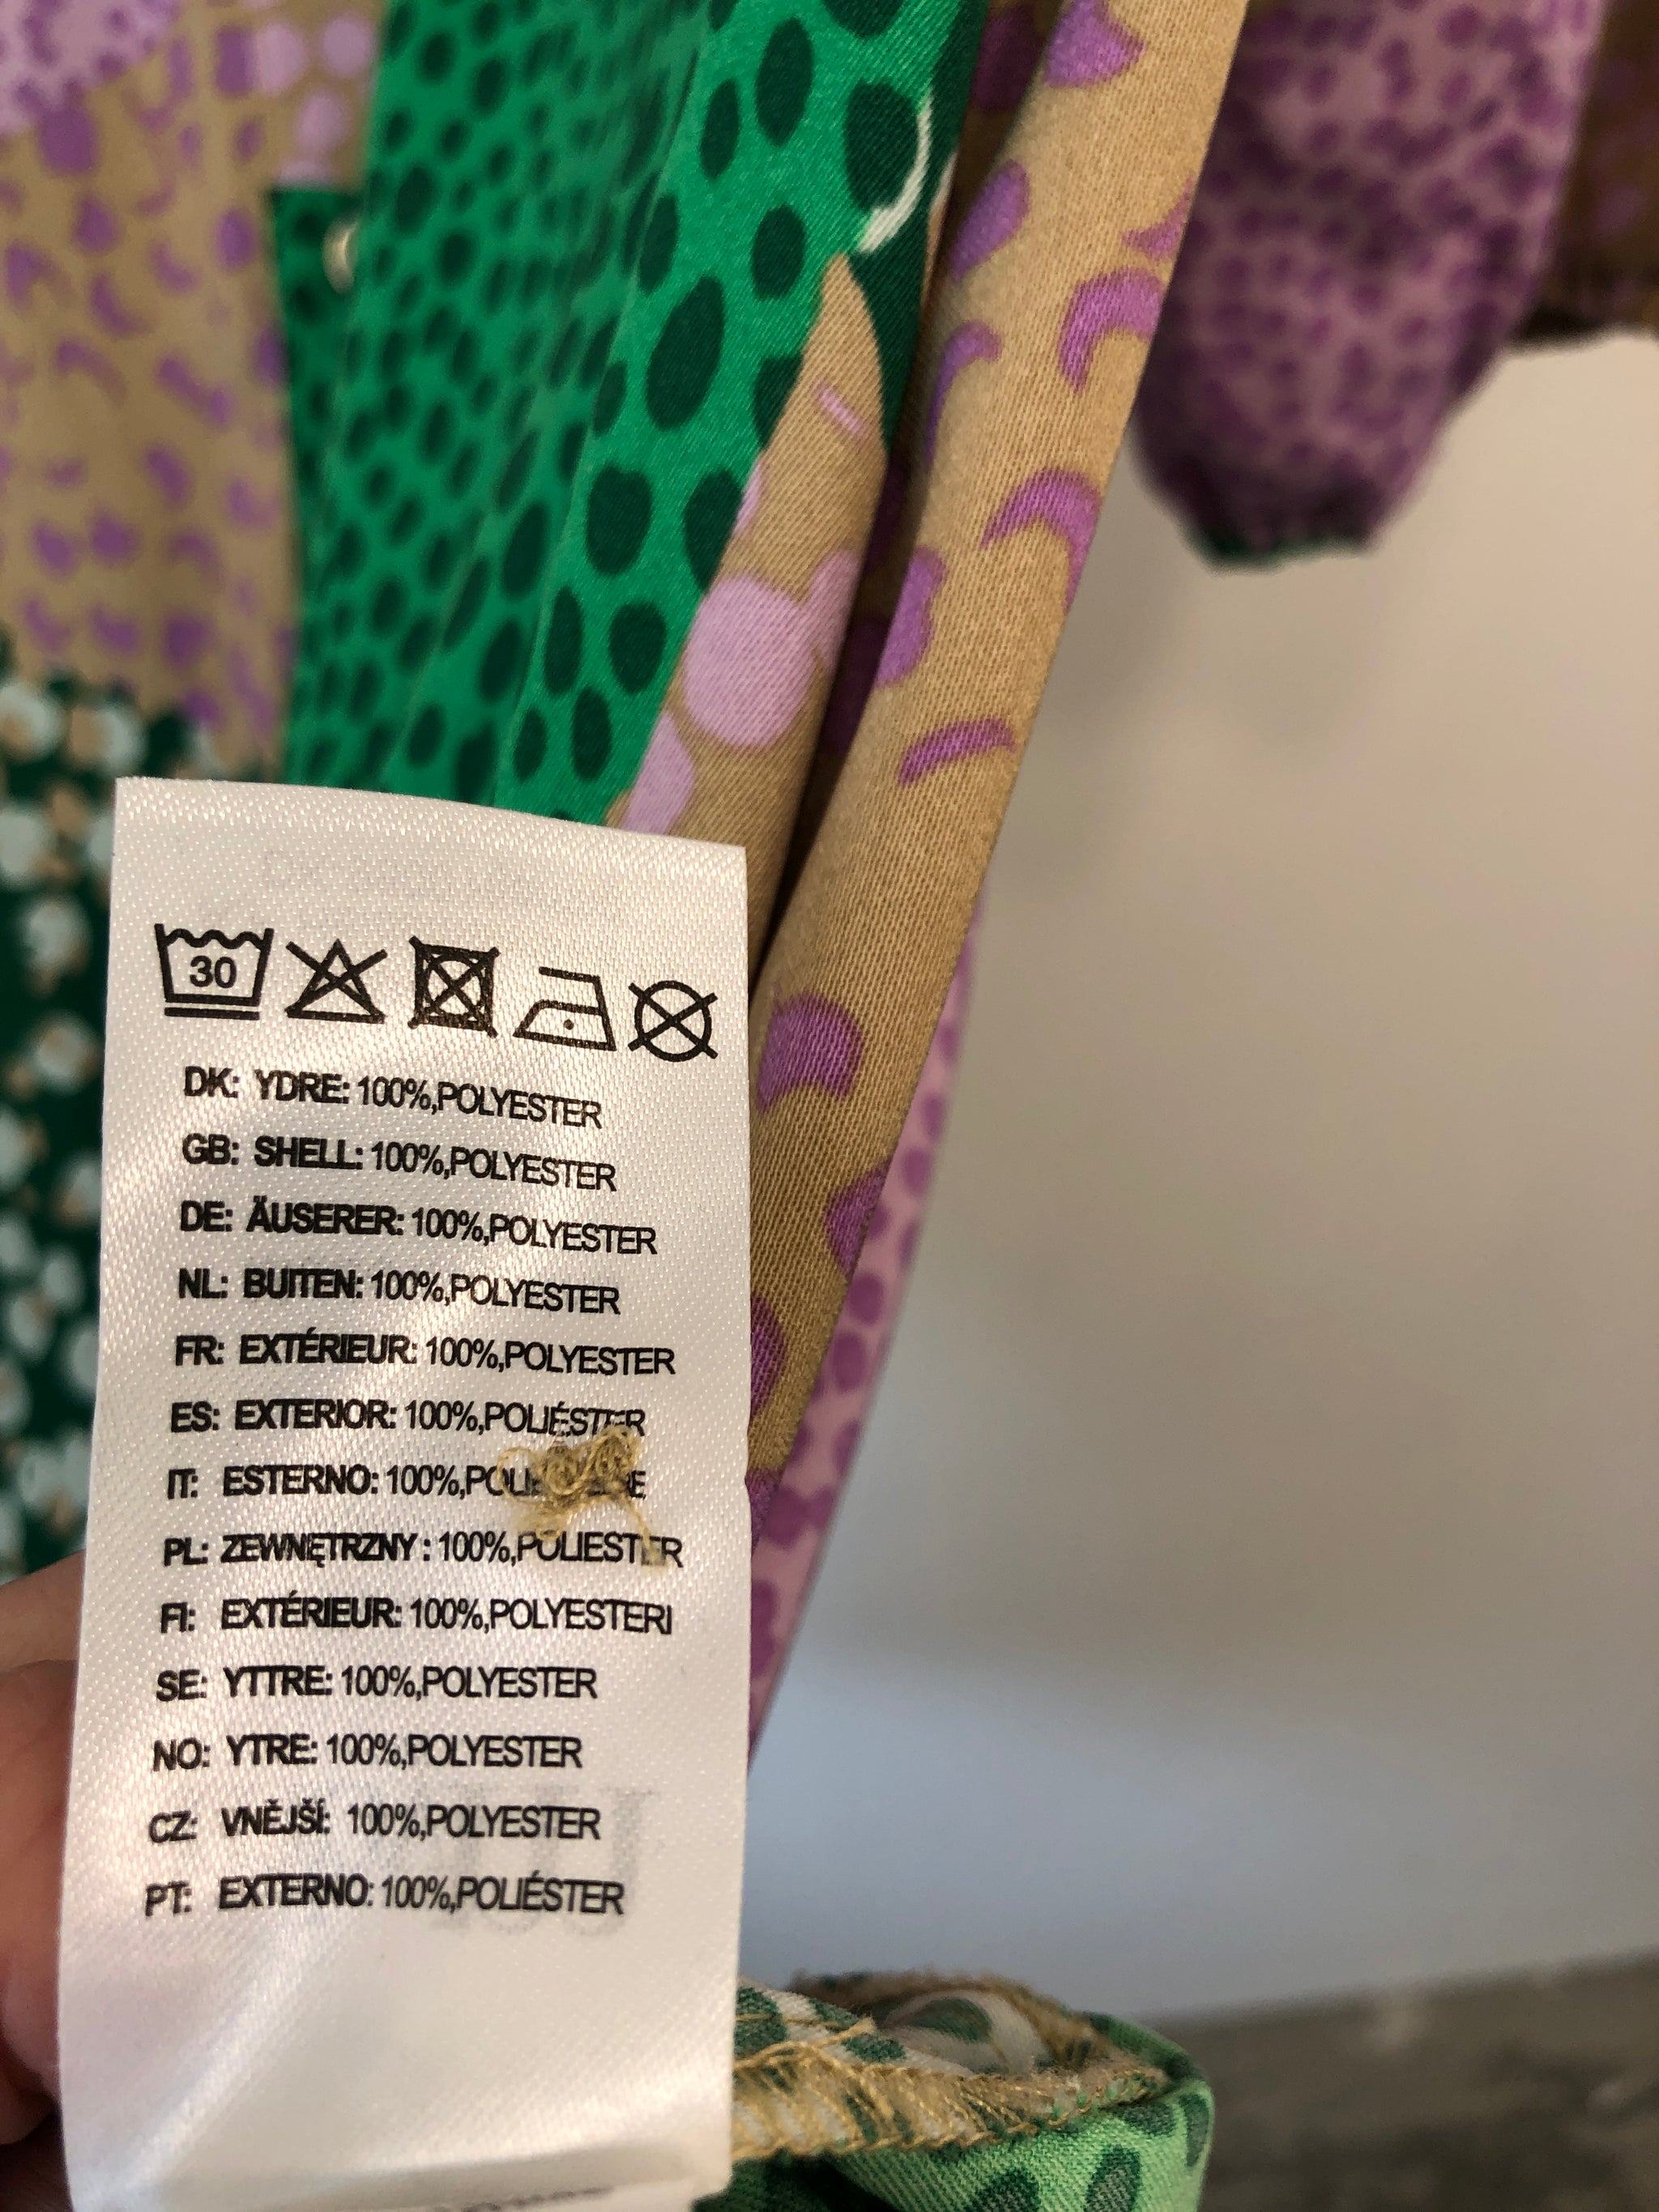 30
DK: YDRE: 100%,POLYESTER
GB: SHELL: 100%,POLYESTER
DE: ÄUSERER: 100%,POLYESTER
NL: BUITEN: 100%,POLYESTER
FR: EXTÉRIEUR: 100%,POLYESTER
ES: EXTERIOR: 100%,POLIÉSTER
IT: ESTERNO: 100%,
PL: ZEWNĘTRZNY : 100%,POLIESTER
FI: EXTÉRIEUR: 100%,POLYESTERI
SE: YTTRE: 100%,POLYESTER
NO: YTRE: 100%,POLYESTER
CZ: VNĚJŠÍ: 100%,POLYESTER
PT: EXTERNO: 100%,POLIÉSTER